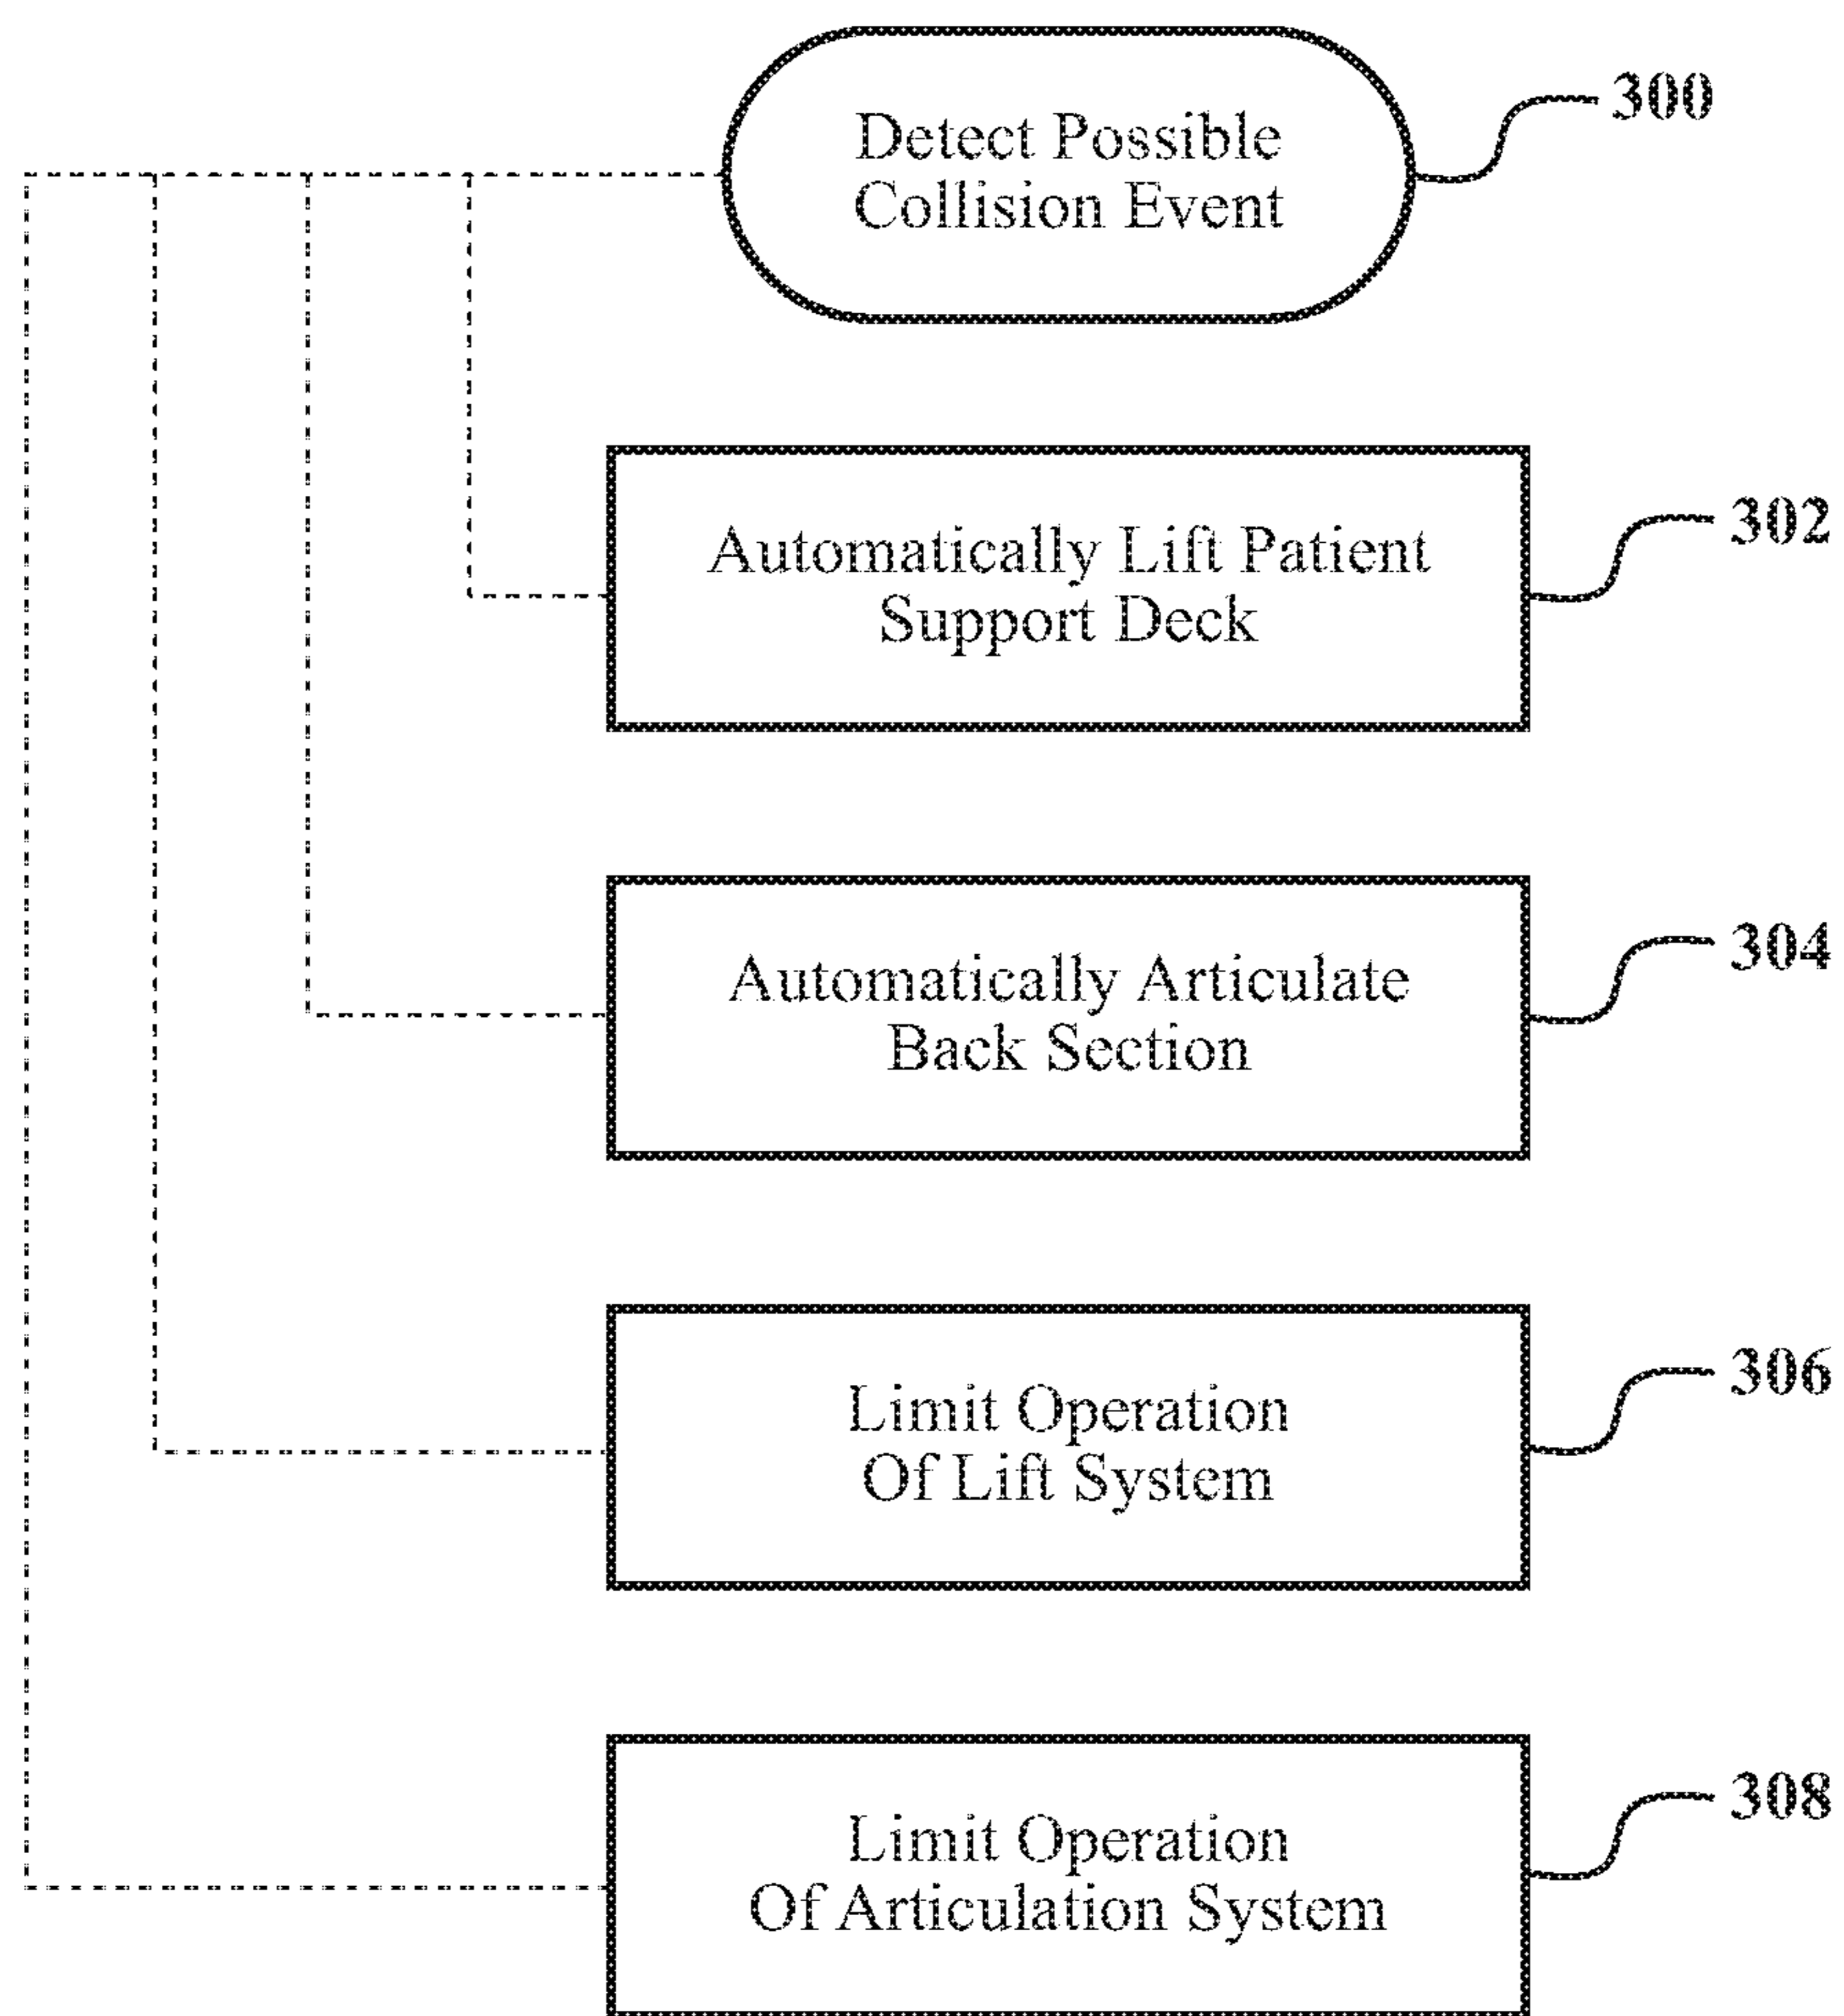 Detect Possible
Collision Event
300
Automatically Lift Patient
Support Deck
302
Automatically Articulate
Back Section
304
Limit Operation
Of Lift System
306
Limit Operation
Of Articulation System
308